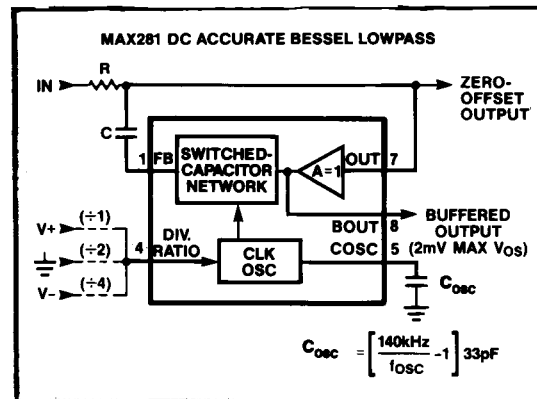 MAX281 DC ACCURATE BESSEL LOWPASS
R
IN
ZERO-
OFFSET
OUTPUT
C
1 FB
SWITCHED-
CAPACITOR
NETWORK
A=1
OUT 7
V+ (÷1)
(÷2)
V– (÷4)
4 DIV.
RATIO
CLK
OSC
BOUT 8
BUFFERED
OUTPUT
(2mV MAX VOS)
COSC 5
COSC
COSC = [140kHz/fOSC -1] 33pF